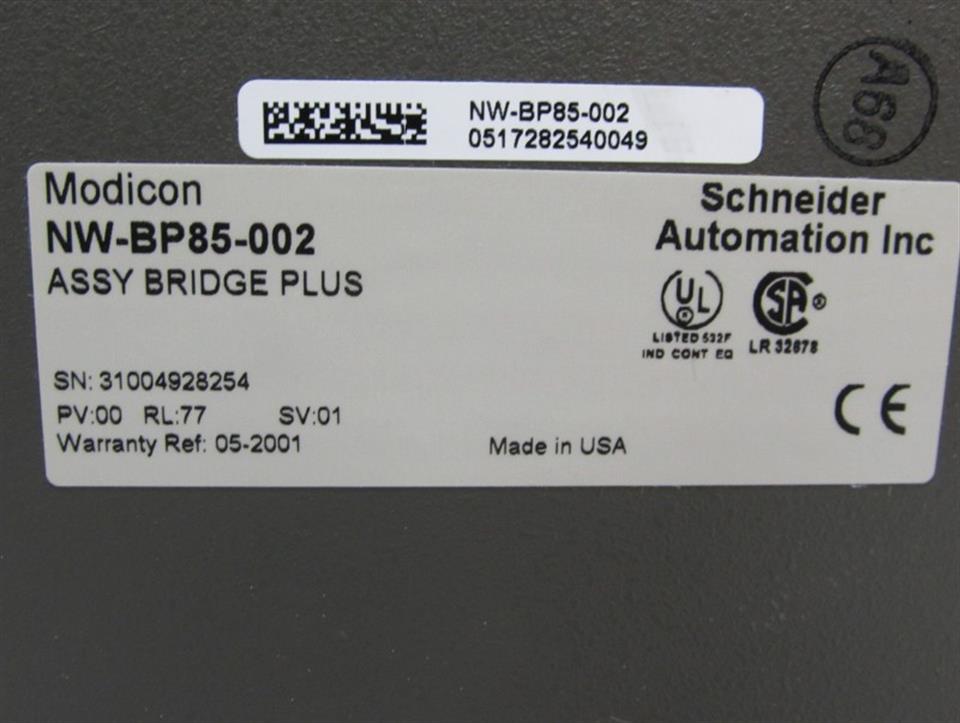 A68
NW-BP85-002
0517282540049
Modicon
NW-BP85-002
ASSY BRIDGE PLUS
Schneider
Automation Inc
UL
LISTED 532F
IND CONT EQ
SA
LR 32678
SN: 31004928254
PV:00 RL:77 SV:01
Warranty Ref: 05-2001
Made in USA
CE